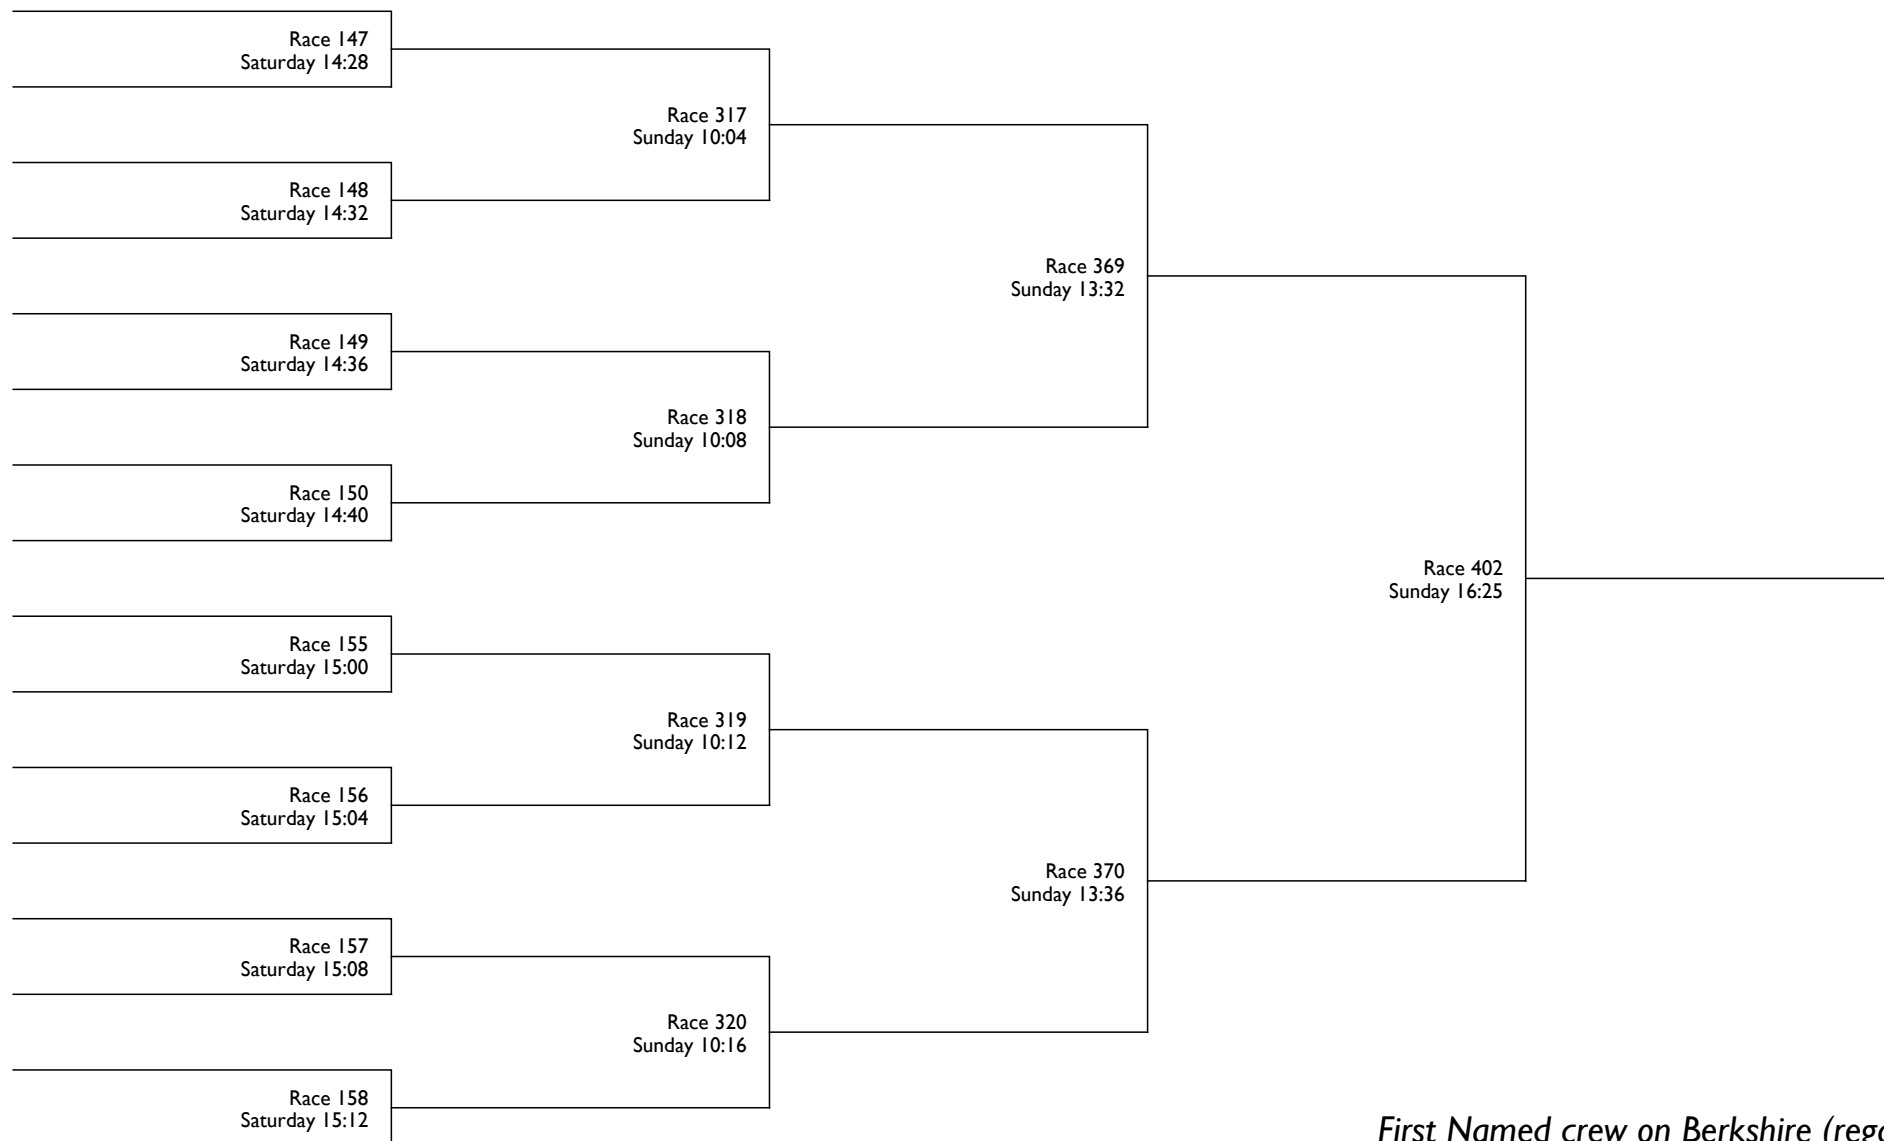 Race 147
Saturday 14:28
Race 317
Sunday 10:04
Race 148
Saturday 14:32
Race 369
Sunday 13:32
Race 149
Saturday 14:36
Race 318
Sunday 10:08
Race 150
Saturday 14:40
Race 402
Sunday 16:25
Race 155
Saturday 15:00
Race 319
Sunday 10:12
Race 156
Saturday 15:04
Race 370
Sunday 13:36
Race 157
Saturday 15:08
Race 320
Sunday 10:16
Race 158
Saturday 15:12
First Named crew on Berkshire